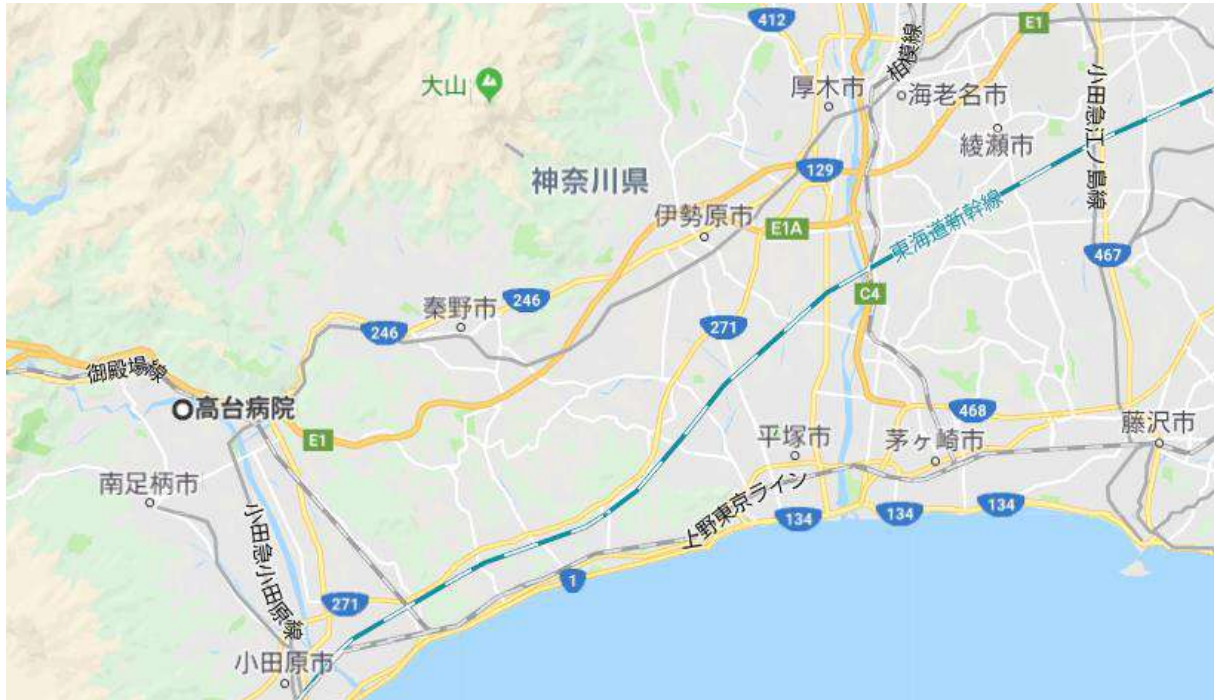 412
E1
相模線
大山
厚木市
海老名市
小田急江ノ島線
綾瀬市
神奈川県
129
伊勢原市
E1A
東海道新幹線
467
C4
秦野市
246
246
271
御殿場線
高台病院
E1
468
平塚市
茅ヶ崎市
藤沢市
南足柄市
上野東京ライン
134
134
134
小田急小田原線
1
271
小田原市